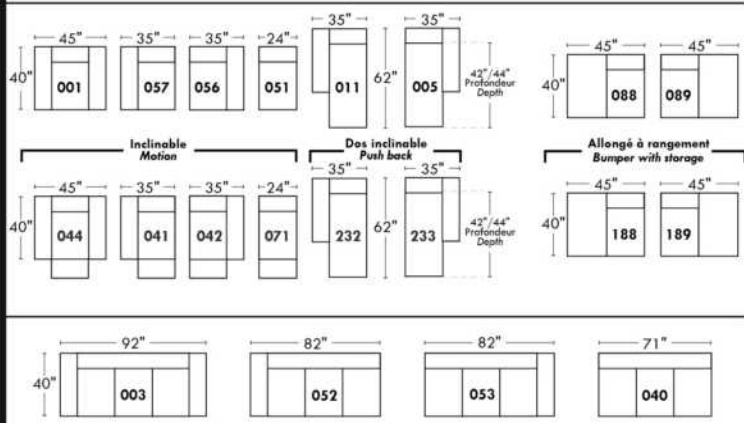 45" 35" 35" 24" 35" 35" 45" 45"
40" 001 057 056 051 011 62" 005 42"/44" Profondeur Depth 40" 088 089
Inclinable
Motion
Dos inclinable
Push back
Allongé à rangement
Bumper with storage
45" 35" 35" 24" 35" 35" 45" 45"
40" 044 041 042 071 232 62" 233 42"/44" Profondeur Depth 40" 188 189
92" 82" 82" 71"
40" 003 052 053 040